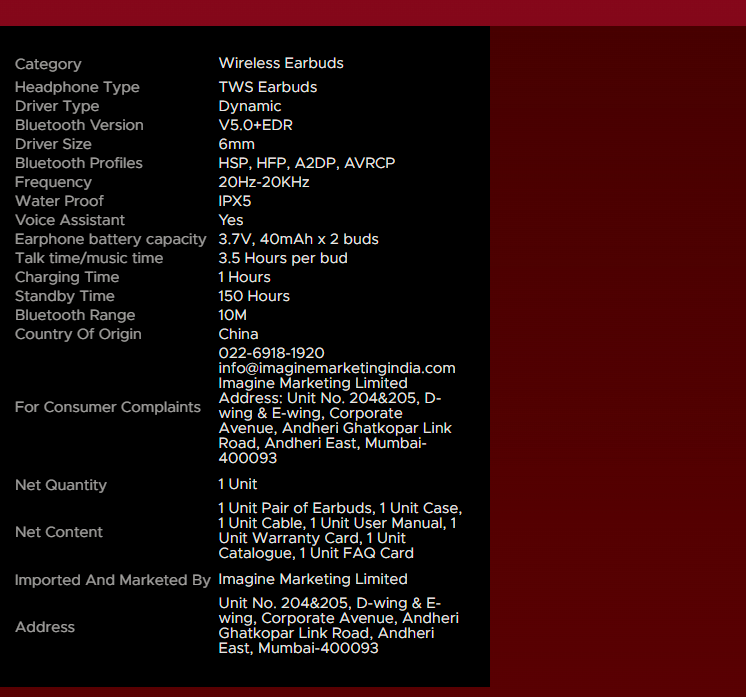 Category Wireless Earbuds
Headphone Type TWS Earbuds
Driver Type Dynamic
Bluetooth Version V5.0+EDR
Driver Size 6mm
Bluetooth Profiles HSP, HFP, A2DP, AVRCP
Frequency 20Hz-20KHz
Water Proof IPX5
Voice Assistant Yes
Earphone battery capacity 3.7V, 40mAh x 2 buds
Talk time/music time 3.5 Hours per bud
Charging Time 1 Hours
Standby Time 150 Hours
Bluetooth Range 10M
Country Of Origin China
For Consumer Complaints
022-6918-1920
info@imaginemarketingindia.com
Imagine Marketing Limited
Address: Unit No. 204&205, D-
wing & E-wing, Corporate
Avenue, Andheri Ghatkopar Link
Road, Andheri East, Mumbai-
400093
Net Quantity 1 Unit
Net Content
1 Unit Pair of Earbuds, 1 Unit Case,
1 Unit Cable, 1 Unit User Manual, 1
Unit Warranty Card, 1 Unit
Catalogue, 1 Unit FAQ Card
Imported And Marketed By Imagine Marketing Limited
Address
Unit No. 204&205, D-wing & E-
wing, Corporate Avenue, Andheri
Ghatkopar Link Road, Andheri
East, Mumbai-400093